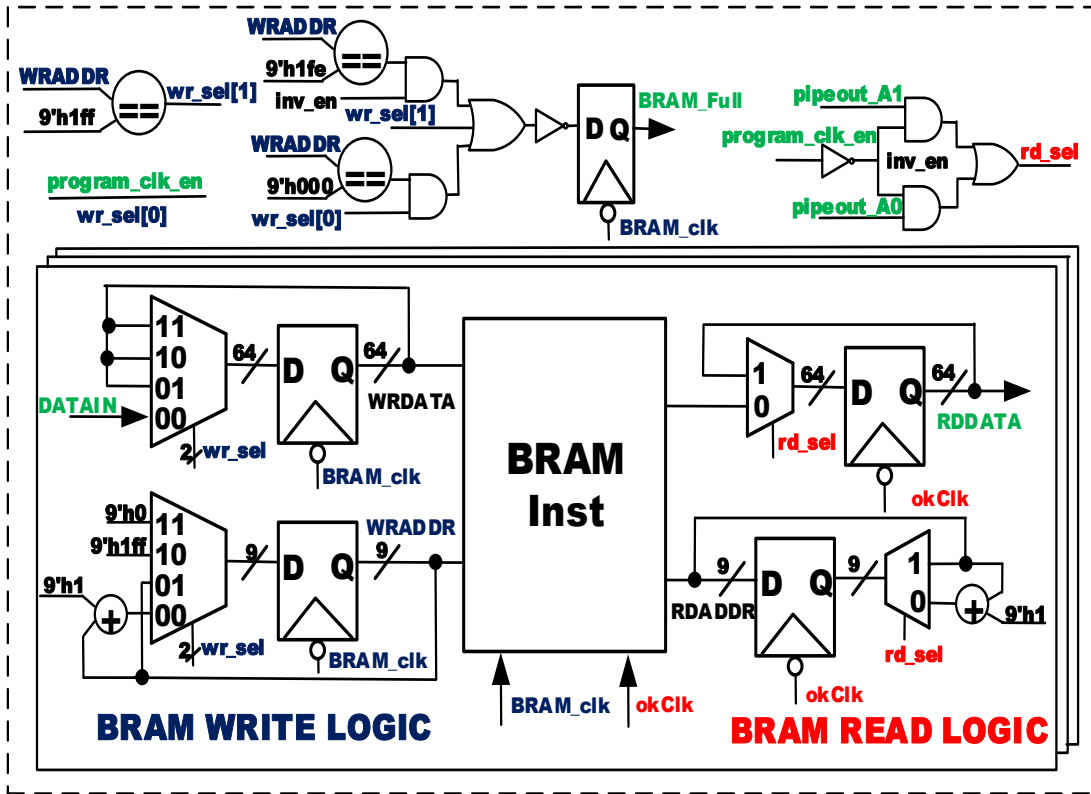 WRADDR
9'h1ff
==
wr_sel[1]
program_clk_en
wr_sel[0]
WRADDR
9'h1fe
==
inv_en
wr_sel[1]
WRADDR
9'h000
==
wr_sel[0]
D Q
BRAM_Full
BRAM_clk
pipeout_A1
program_clk_en
inv_en
rd_sel
pipeout_A0
11
10
01
00
DATAIN
2
wr_sel
64
D Q
64
WRDATA
BRAM_clk
9'h0
9'h1ff
11
10
01
00
9'h1
+
2
wr_sel
9
D Q
9
WRADDR
BRAM_clk
BRAM
Inst
BRAM_clk
okClk
1
0
rd_sel
64
D Q
64
RDDATA
okClk
9
RDADDR
D Q
9
1
0
+
9'h1
rd_sel
okClk
BRAM WRITE LOGIC
BRAM READ LOGIC